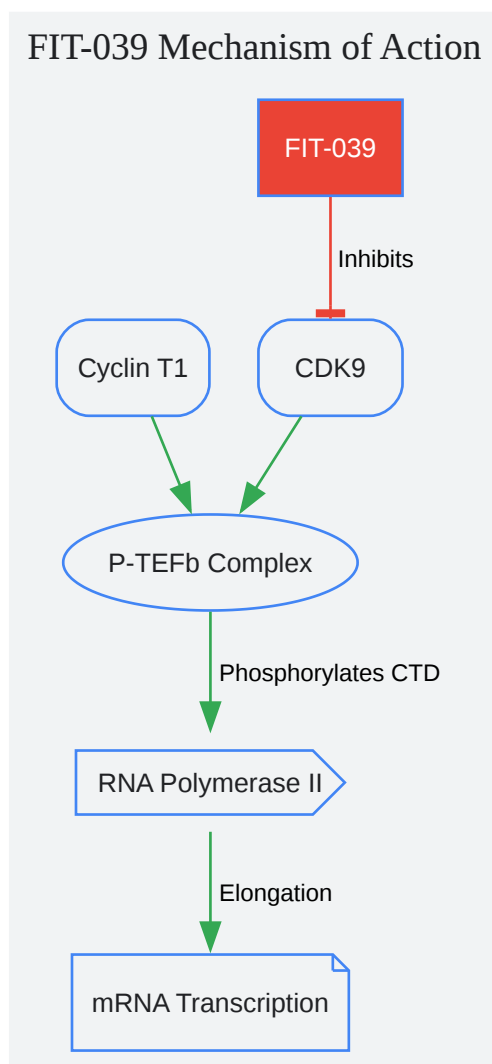 FIT-039 Mechanism of Action
FIT-039
Inhibits
Cyclin T1
CDK9
P-TEFb Complex
Phosphorylates CTD
RNA Polymerase II
Elongation
mRNA Transcription